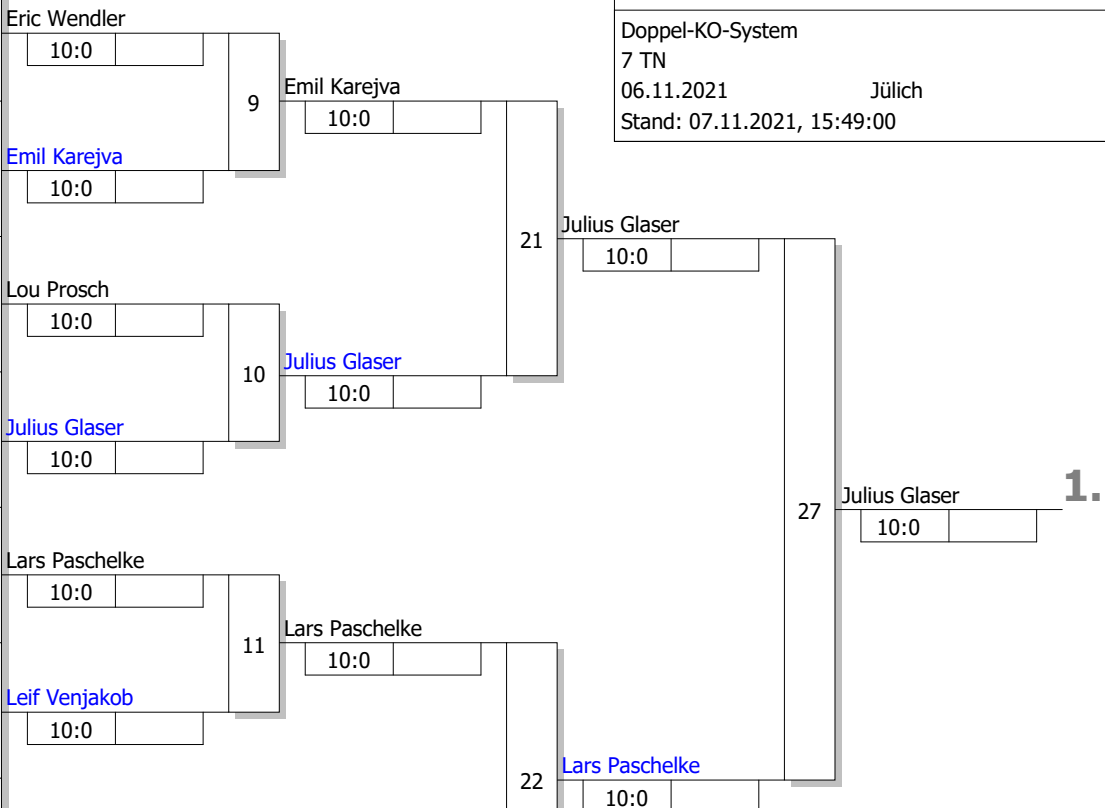 Eric Wendler
10:0
9
Emil Karejva
10:0
Emil Karejva
10:0
Lou Prosch
10:0
10
Julius Glaser
10:0
Julius Glaser
10:0
21
Julius Glaser
10:0
Lars Paschelke
10:0
11
Lars Paschelke
10:0
Leif Venjakob
10:0
22
Lars Paschelke
10:0
27
Julius Glaser
10:0
1.
Doppel-KO-System
7 TN
06.11.2021 Jülich
Stand: 07.11.2021, 15:49:00